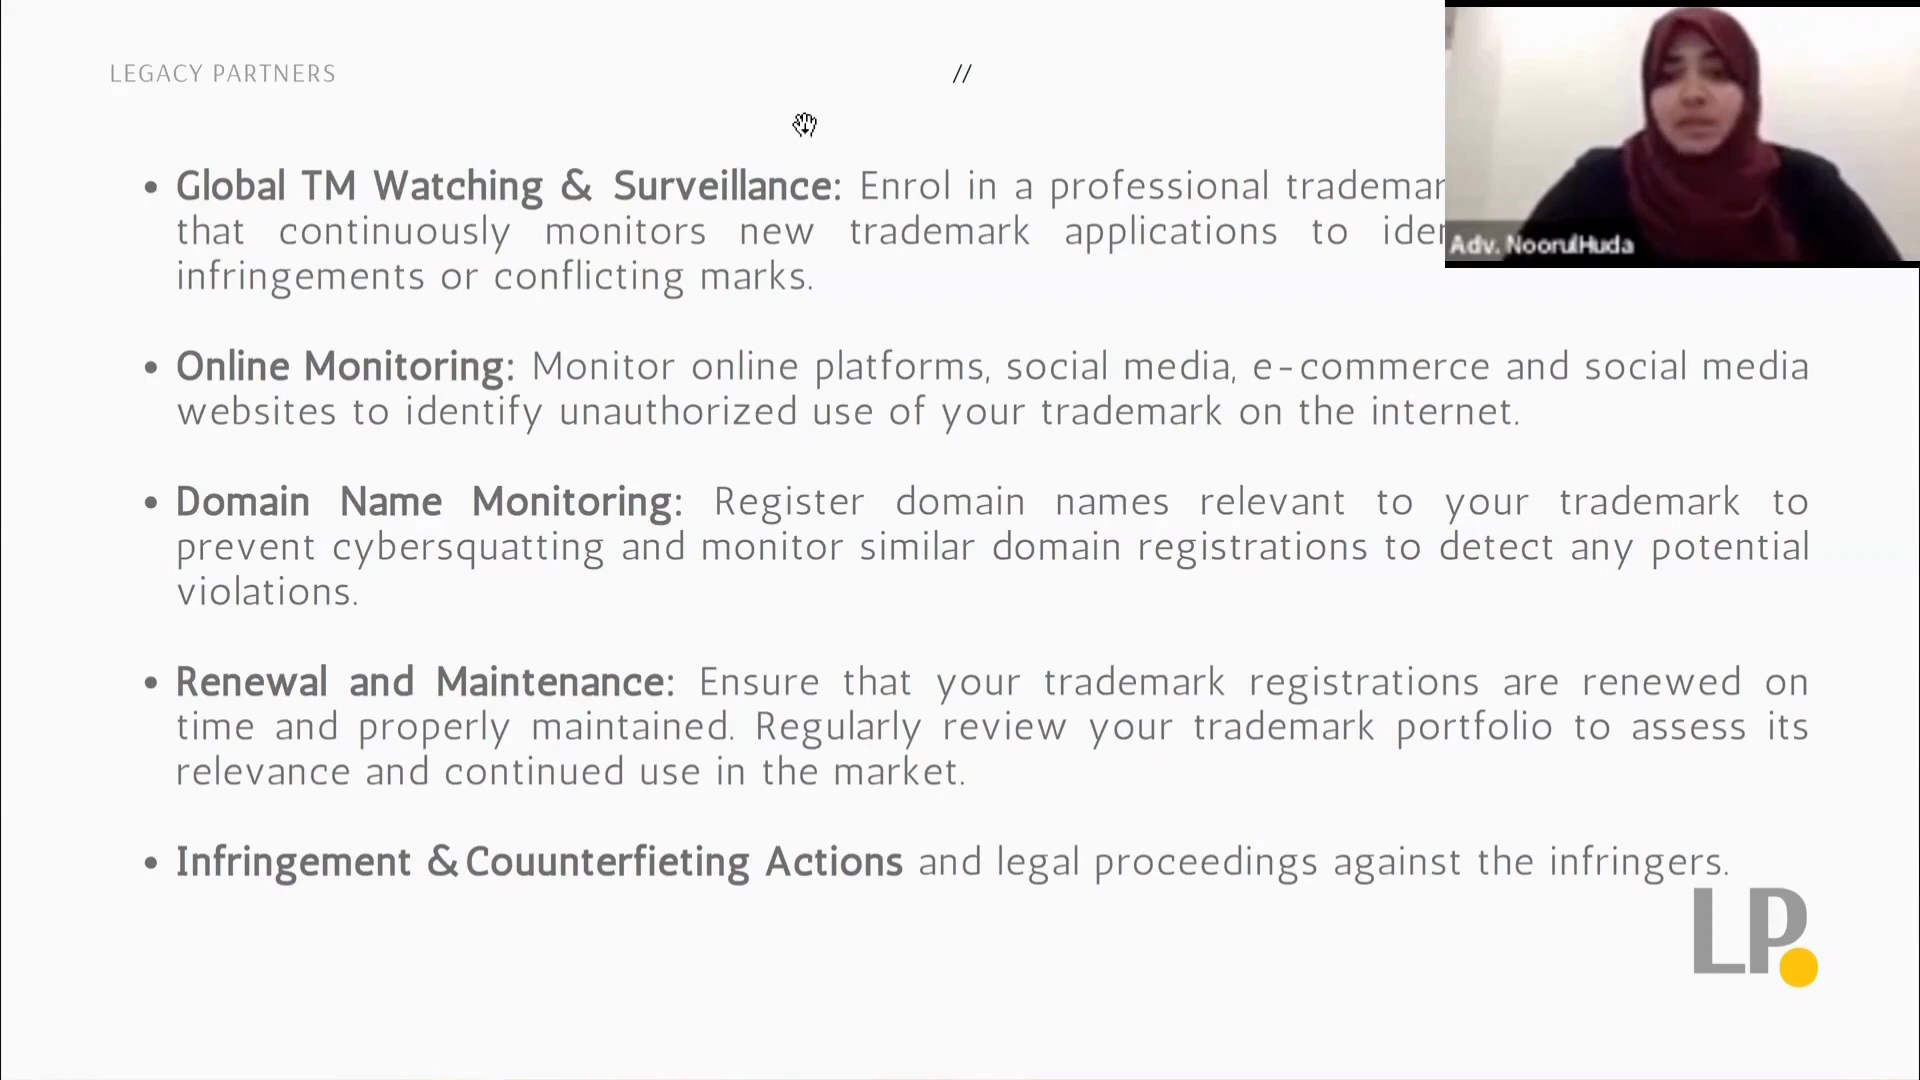 LEGACY PARTNERS
//
• Global TM Watching & Surveillance: Enrol in a professional
that continuously monitors new trademark applications to
infringements or conflicting marks.
• Online Monitoring: Monitor online platforms, social media, e-commerce and social media
websites to identify unauthorized use of your trademark on the internet.
• Domain Name Monitoring: Register domain names relevant to your trademark to
prevent cybersquatting and monitor similar domain registrations to detect any potential
violations.
• Renewal and Maintenance: Ensure that your trademark registrations are renewed on
time and properly maintained. Regularly review your trademark portfolio to assess its
relevance and continued use in the market.
• Infringement & Couunterfieting Actions and legal proceedings against the infringers.
LP.
Adv. NoorulHuda